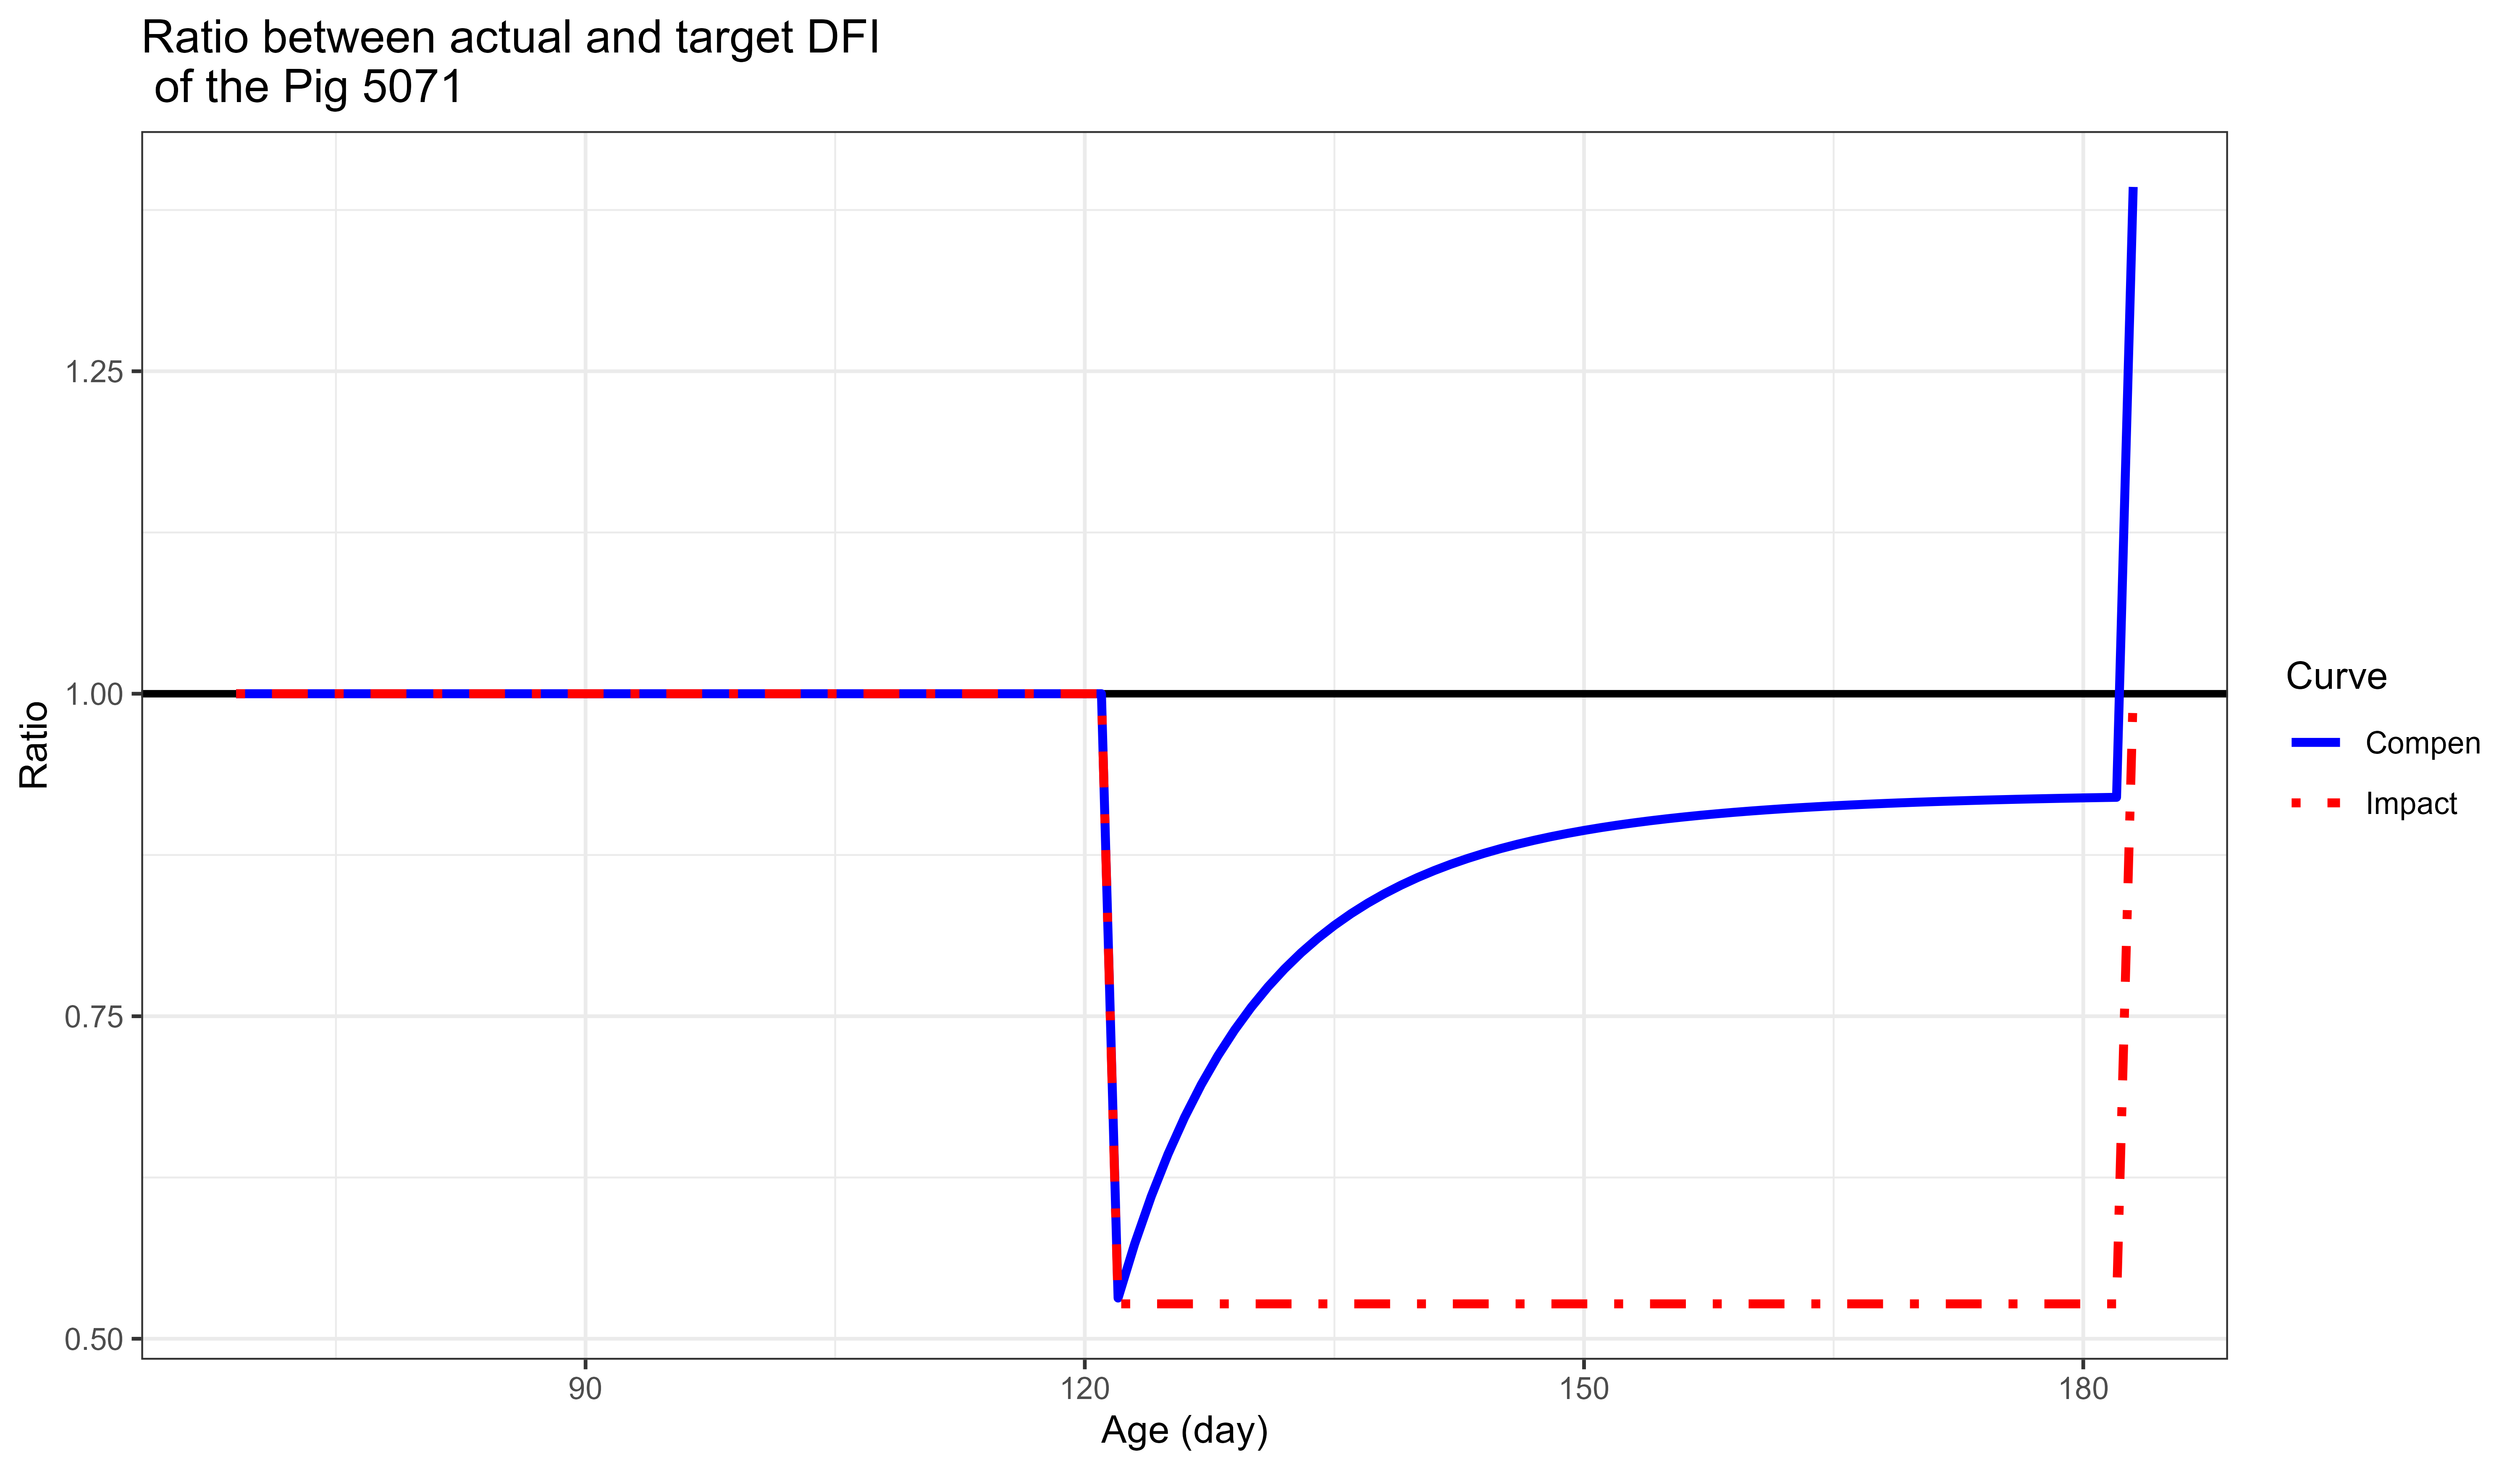 Ratio between actual and target DFI
of the Pig 5071
Ratio
1.25
1.00
0.75
0.50
90
120
150
180
Age (day)
Curve
Compen
Impact